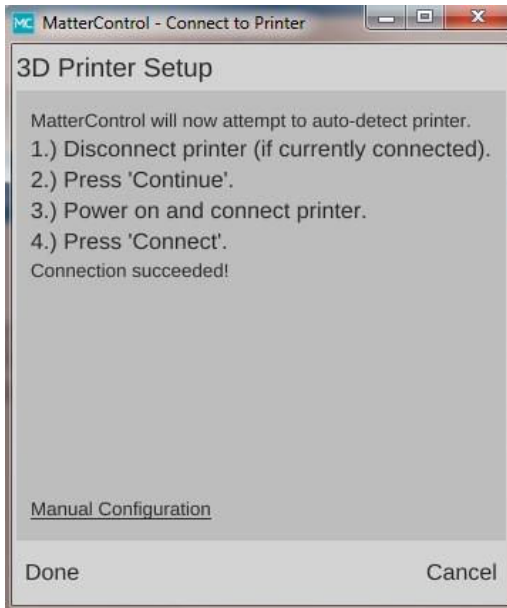 MC MatterControl - Connect to Printer
3D Printer Setup
MatterControl will now attempt to auto-detect printer.
1.) Disconnect printer (if currently connected).
2.) Press 'Continue'.
3.) Power on and connect printer.
4.) Press 'Connect'.
Connection succeeded!
Manual Configuration
Done Cancel